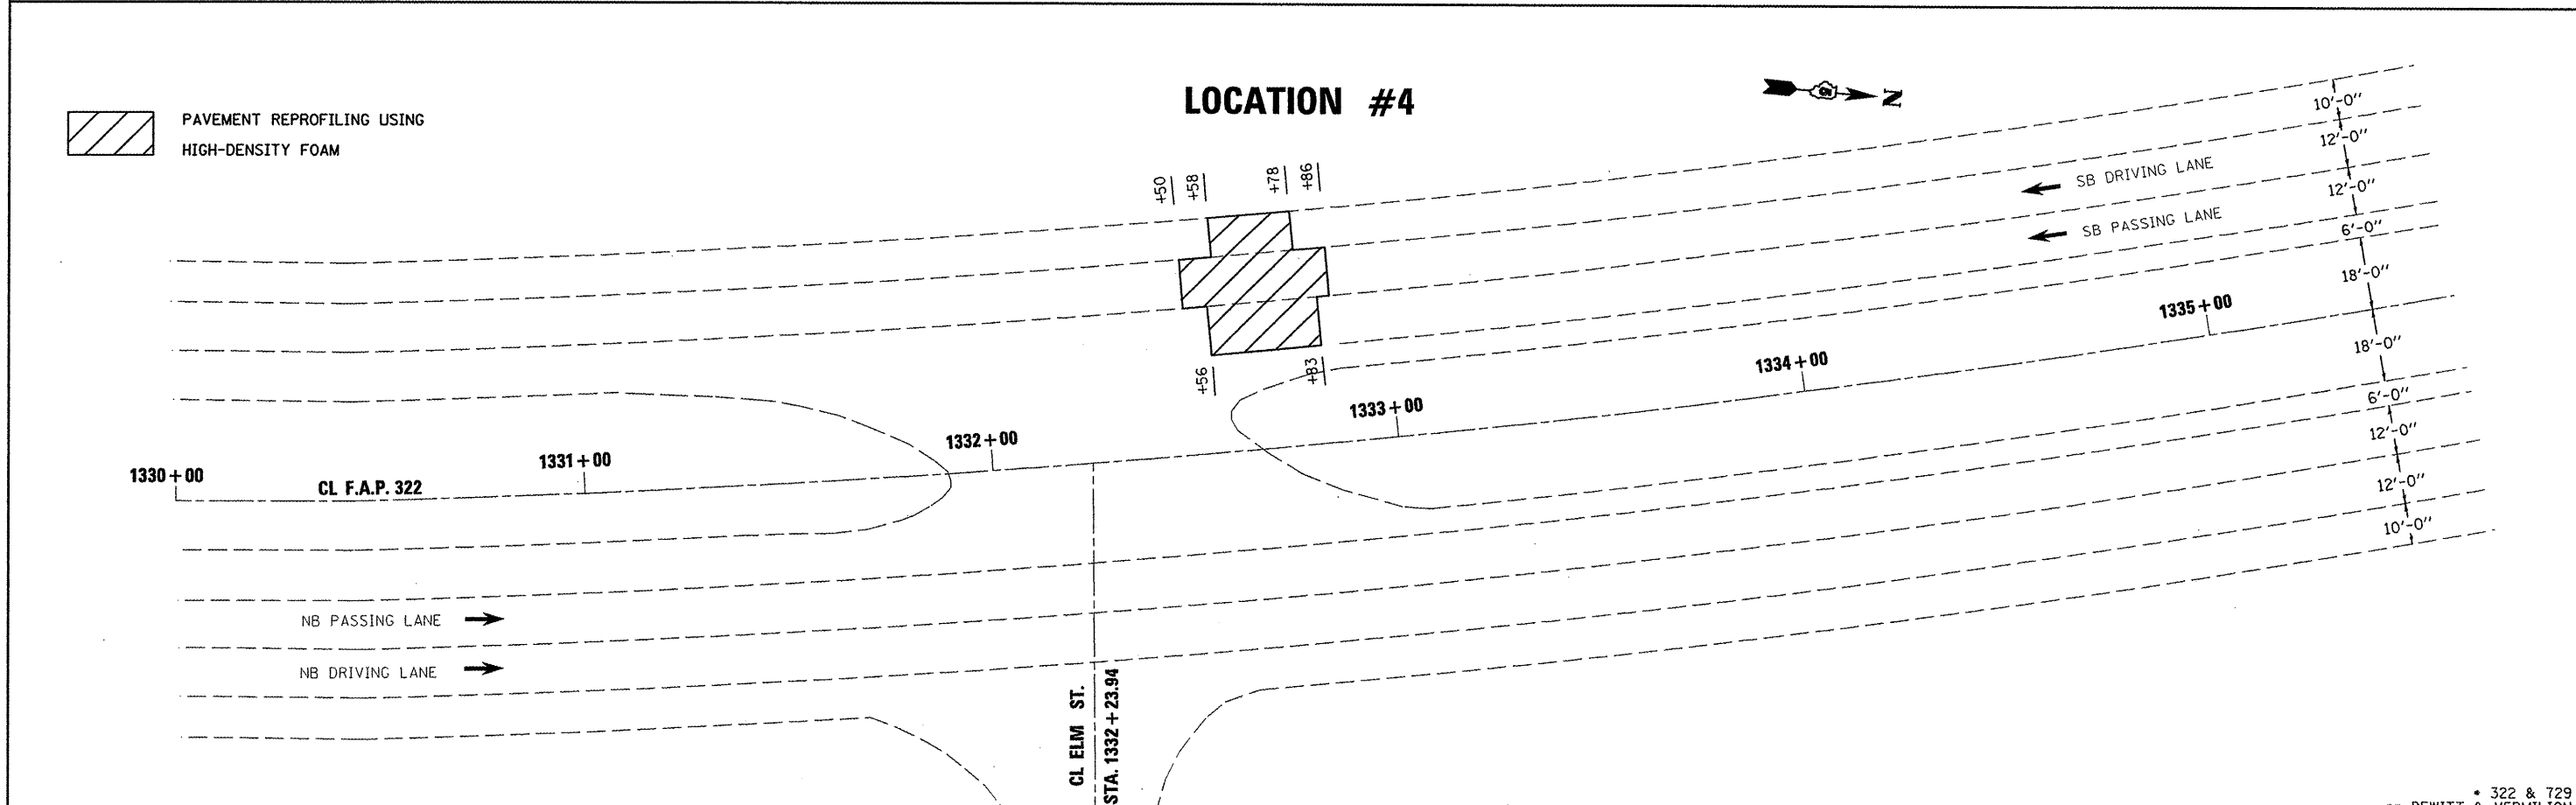 LOCATION #4
PAVEMENT REPROFILING USING
HIGH-DENSITY FOAM
N
+50
+58
+78
+86
10'-0"
12'-0"
12'-0"
6'-0"
18'-0"
18'-0"
6'-0"
12'-0"
12'-0"
10'-0"
SB DRIVING LANE
SB PASSING LANE
+56
+83
1330+00
1331+00
1332+00
1333+00
1334+00
1335+00
CL F.A.P. 322
NB PASSING LANE
NB DRIVING LANE
CL ELM ST.
STA. 1332+23.94
* 322 & 729